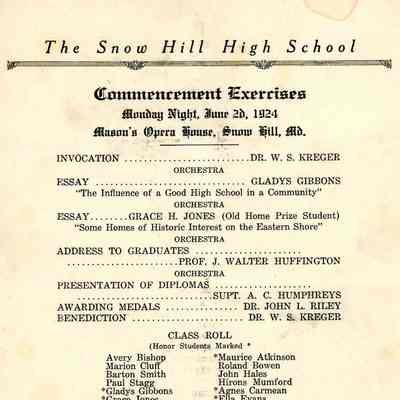 The Snow Hill High School
Commencement Exercises
Monday Night, June 2d, 1924
Mason's Opera House, Snow Hill, Md.
INVOCATION ........................DR. W. S. KREGER
ORCHESTRA
ESSAY .............................. GLADYS GIBBONS
"The Influence of a Good High School in a Community"
ORCHESTRA
ESSAY........GRACE H. JONES (Old Home Prize Student)
"Some Homes of Historic Interest on the Eastern Shore"
ORCHESTRA
ADDRESS TO GRADUATES .....................
......................PROF. J. WALTER HUFFINGTON
ORCHESTRA
PRESENTATION OF DIPLOMAS .....................
.....................SUPT. A. C. HUMPHREYS
AWARDING MEDALS .............. DR. JOHN L. RILEY
BENEDICTION .................... DR. W. S. KREGER
CLASS ROLL
(Honor Students Marked *
Avery Bishop *Maurice Atkinson
Marion Cluff Roland Bowen
Barton Smith John Hales
Paul Stagg Hirons Mumford
*Gladys Gibbons *Agnes Carmean
*Grace Jones *Ella Evans